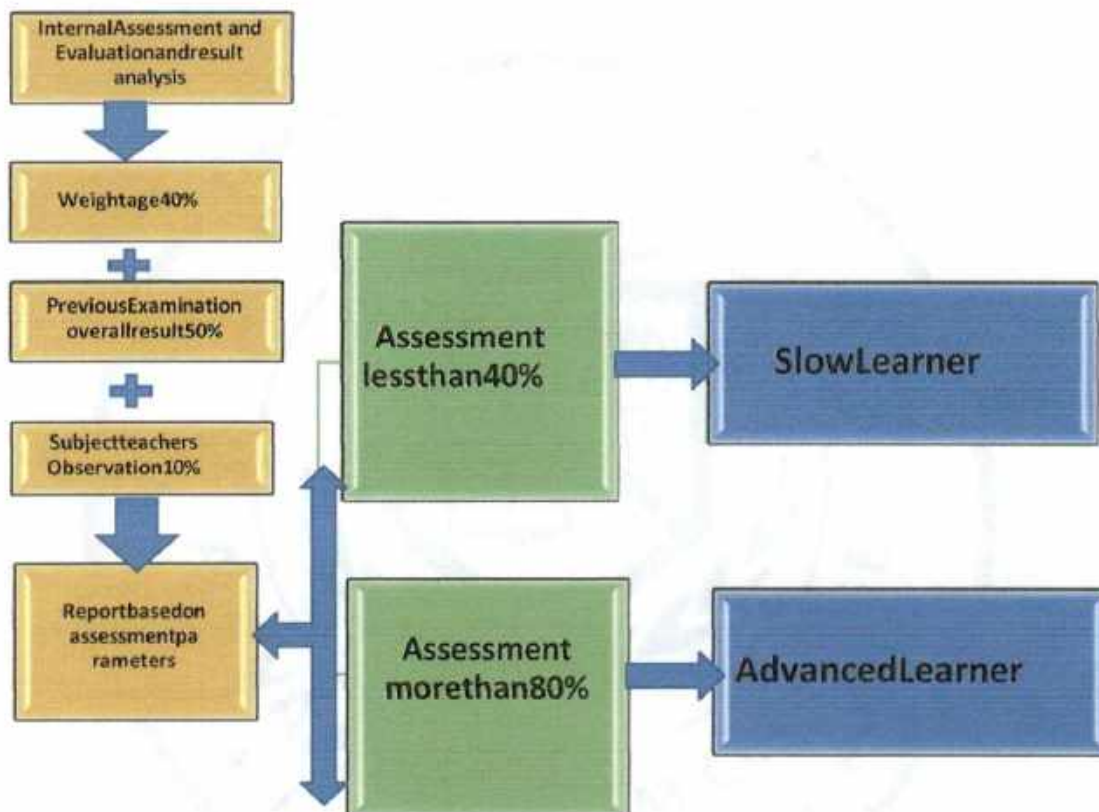 InternalAssessment and
Evaluationandresult
analysis
Weightage40%
PreviousExamination
overallresult50%
Subjectteachers
Observation10%
Reportbasedon
assessmentpa
rameters
Assessment
lessthan40%
SlowLearner
Assessment
morethan80%
AdvancedLearner